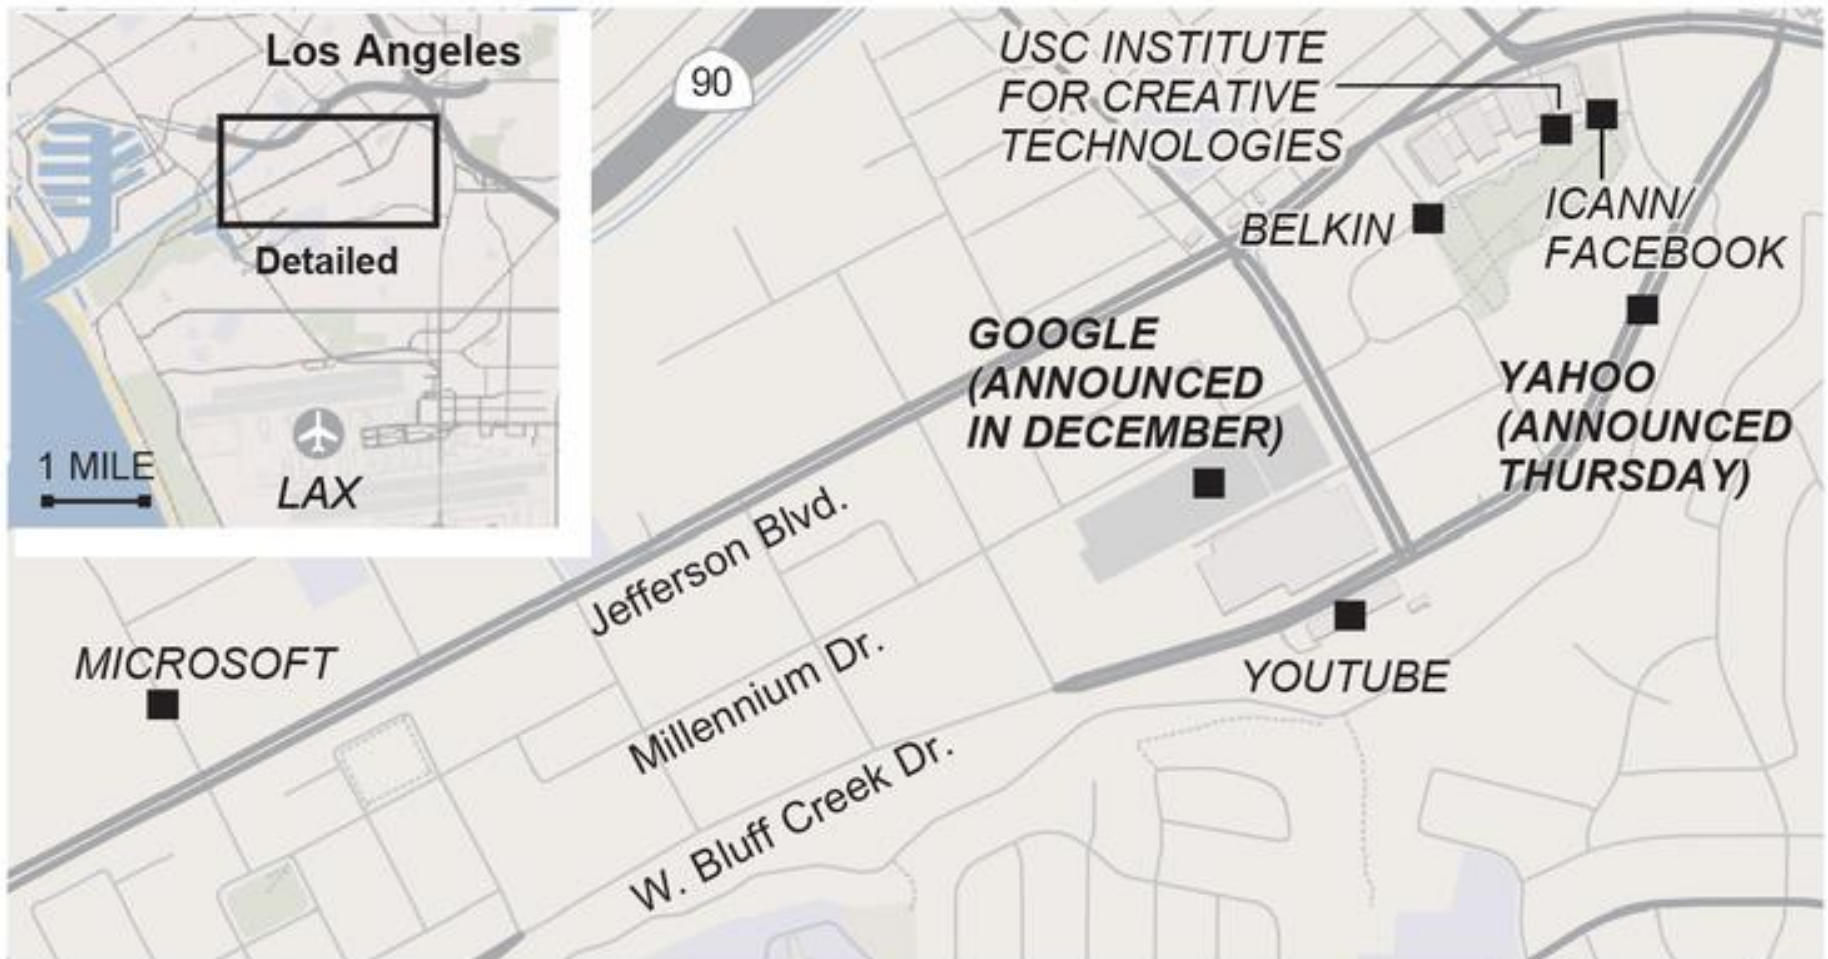 Los Angeles
Detailed
1 MILE
LAX
90
USC INSTITUTE
FOR CREATIVE
TECHNOLOGIES
BELKIN
ICANN/
FACEBOOK
GOOGLE
(ANNOUNCED
IN DECEMBER)
YAHOO
(ANNOUNCED
THURSDAY)
Jefferson Blvd.
Millennium Dr.
W. Bluff Creek Dr.
MICROSOFT
YOUTUBE